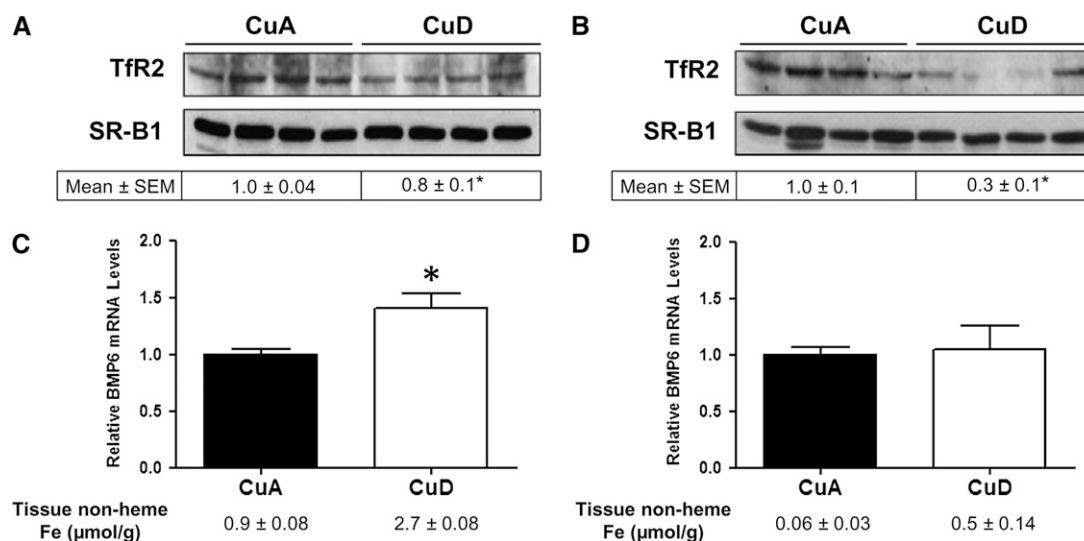 A
CuA CuD
TfR2
SR-B1
Mean ± SEM 1.0 ± 0.04 0.8 ± 0.1*
B
CuA CuD
TfR2
SR-B1
Mean ± SEM 1.0 ± 0.1 0.3 ± 0.1*
C
Relative BMP6 mRNA Levels
2.0
1.5
1.0
0.5
0.0
*
CuA CuD
Tissue non-heme
Fe (μmol/g) 0.9 ± 0.08 2.7 ± 0.08
D
Relative BMP6 mRNA Levels
2.0
1.5
1.0
0.5
0.0
CuA CuD
Tissue non-heme
Fe (μmol/g) 0.06 ± 0.03 0.5 ± 0.14